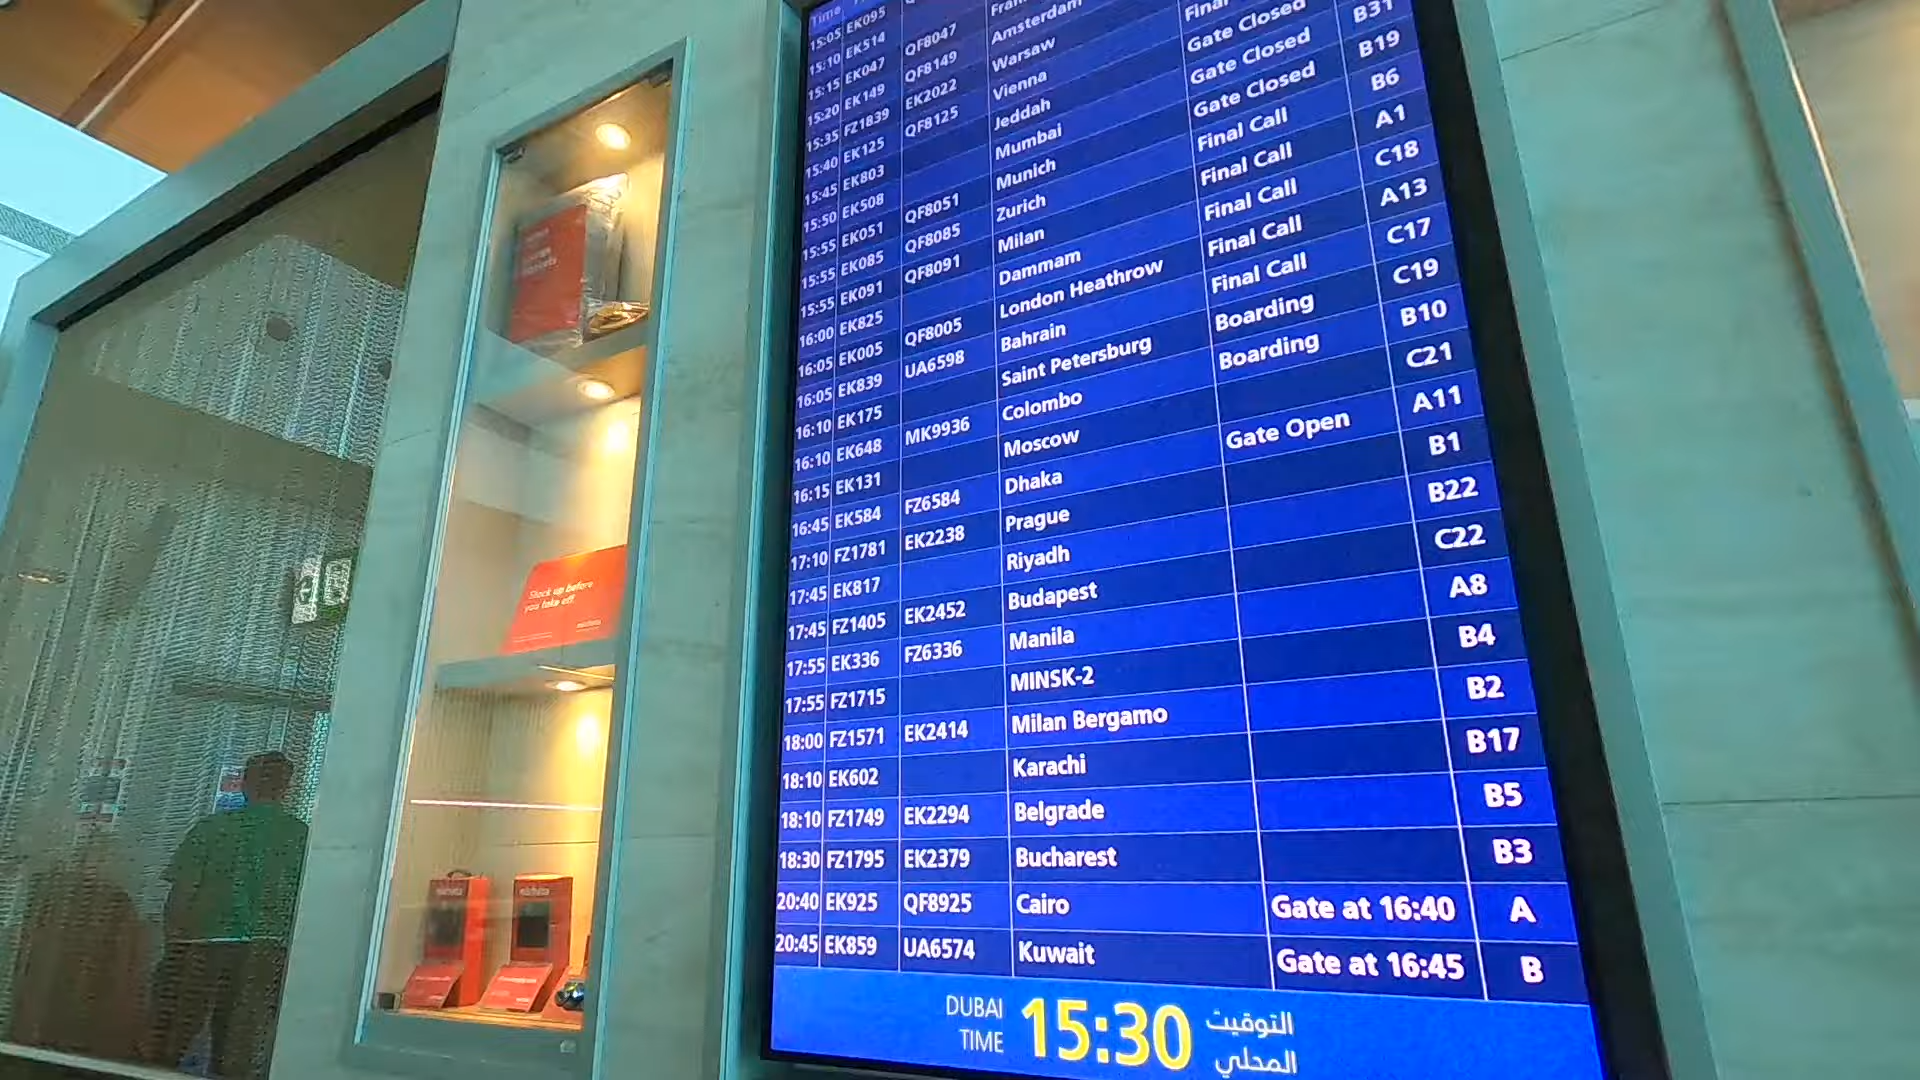 Time
15:05 EK095
15:10 EK514
15:15 EK047 QF8047
15:20 EK149 QF8149 Amsterdam
15:35 FZ1839 EK2022 Warsaw
15:40 EK125 QF8125 Vienna Final
15:45 EK803 Jeddah Gate Closed
15:50 EK508 Mumbai Gate Closed B31
15:55 EK051 QF8051 Munich Gate Closed B19
15:55 EK085 QF8085 Zurich Final Call B6
15:55 EK091 QF8091 Milan Final Call A1
16:00 EK825 Dammam Final Call C18
16:05 EK005 QF8005 London Heathrow Final Call A13
16:05 EK839 UA6598 Bahrain Final Call C17
16:10 EK175 Saint Petersburg Boarding C19
16:10 EK648 MK9936 Colombo Boarding B10
16:15 EK131 Moscow C21
16:45 EK584 FZ6584 Dhaka Gate Open A11
17:10 FZ1781 EK2238 Prague B1
17:45 EK817 Riyadh B22
17:45 FZ1405 EK2452 Budapest C22
17:55 EK336 FZ6336 Manila A8
17:55 FZ1715 MINSK-2 B4
18:00 FZ1571 EK2414 Milan Bergamo B2
18:10 EK602 Karachi B17
18:10 FZ1749 EK2294 Belgrade B5
18:30 FZ1795 EK2379 Bucharest B3
20:40 EK925 QF8925 Cairo Gate at 16:40 A
20:45 EK859 UA6574 Kuwait Gate at 16:45 B
DUBAI TIME
15:30
التوقيت
المحلي
Stock up before
you take off.